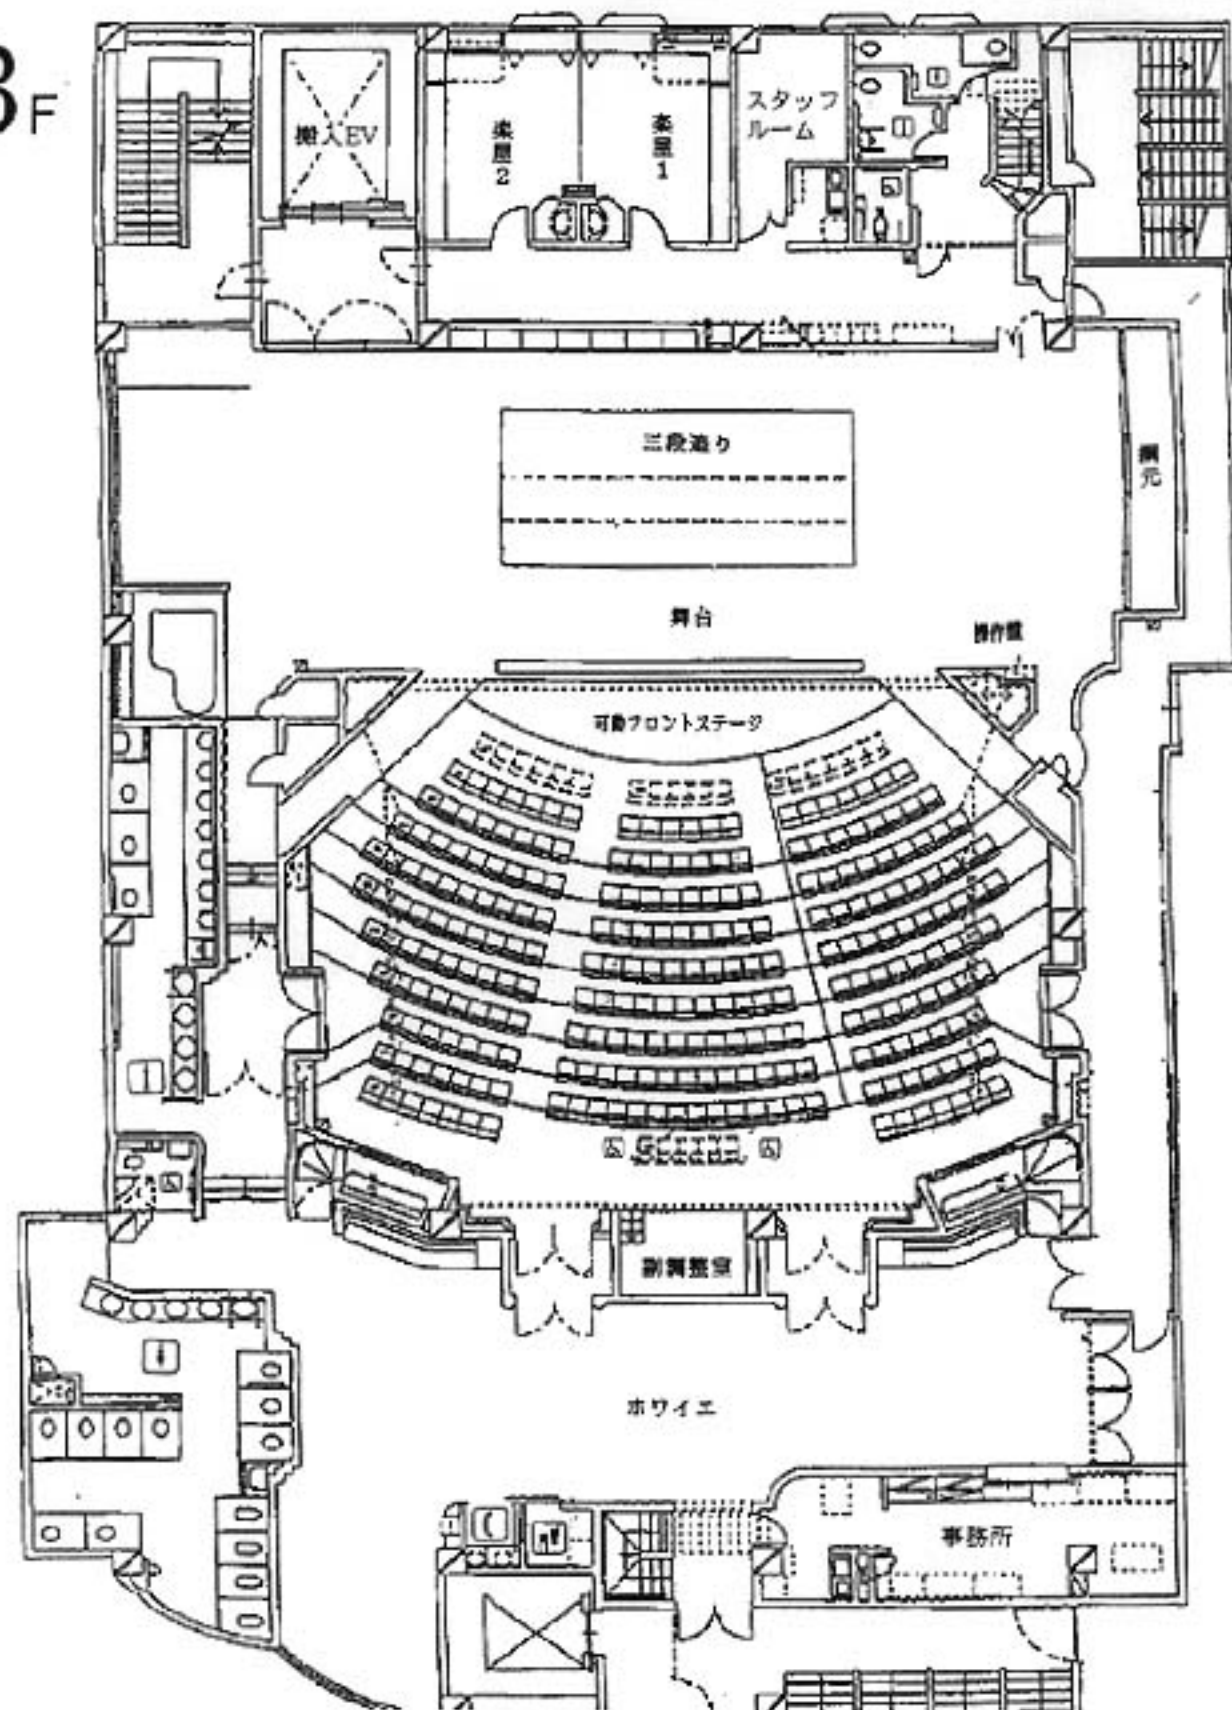 3F
搬入EV
楽屋2
楽屋1
スタッフ
ルーム
三段迫り
綱元
舞台
操作盤
可動フロントステージ
副調整室
ホワイエ
事務所